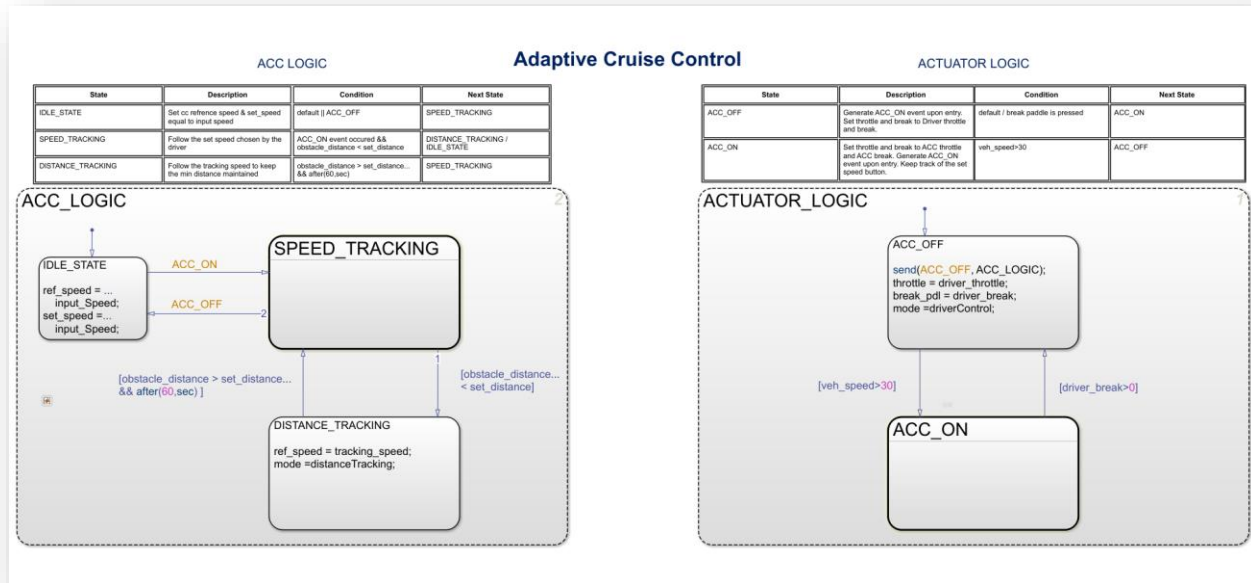 Adaptive Cruise Control
ACC LOGIC
State Description Condition Next State
IDLE_STATE
Set cc refrence speed & set_speed
equal to input speed
default || ACC_OFF
SPEED_TRACKING
SPEED_TRACKING
Follow the set speed chosen by the
driver
ACC_ON event occured &&
obstacle_distance < set_distance
DISTANCE_TRACKING /
IDLE_STATE
DISTANCE_TRACKING
Follow the tracking speed to keep
the min distance maintained
obstacle_distance > set_distance...
&& after(60,sec)
SPEED_TRACKING
ACC_LOGIC
2
IDLE_STATE
ref_speed = ...
input_Speed;
set_speed =...
input_Speed;
ACC_ON
ACC_OFF
2
SPEED_TRACKING
1
[obstacle_distance > set_distance...
&& after(60,sec) ]
[obstacle_distance...
< set_distance]
DISTANCE_TRACKING
ref_speed = tracking_speed;
mode =distanceTracking;
ACTUATOR LOGIC
State Description Condition Next State
ACC_OFF
Generate ACC_ON event upon entry.
Set throttle and break to Driver throttle
and break.
default / break paddle is pressed
ACC_ON
ACC_ON
Set throttle and break to ACC throttle
and ACC break. Generate ACC_ON
event upon entry. Keep track of the set
speed button.
veh_speed>30
ACC_OFF
ACTUATOR_LOGIC
1
ACC_OFF
send(ACC_OFF, ACC_LOGIC);
throttle = driver_throttle;
break_pdl = driver_break;
mode =driverControl;
[veh_speed>30]
[driver_break>0]
ACC_ON